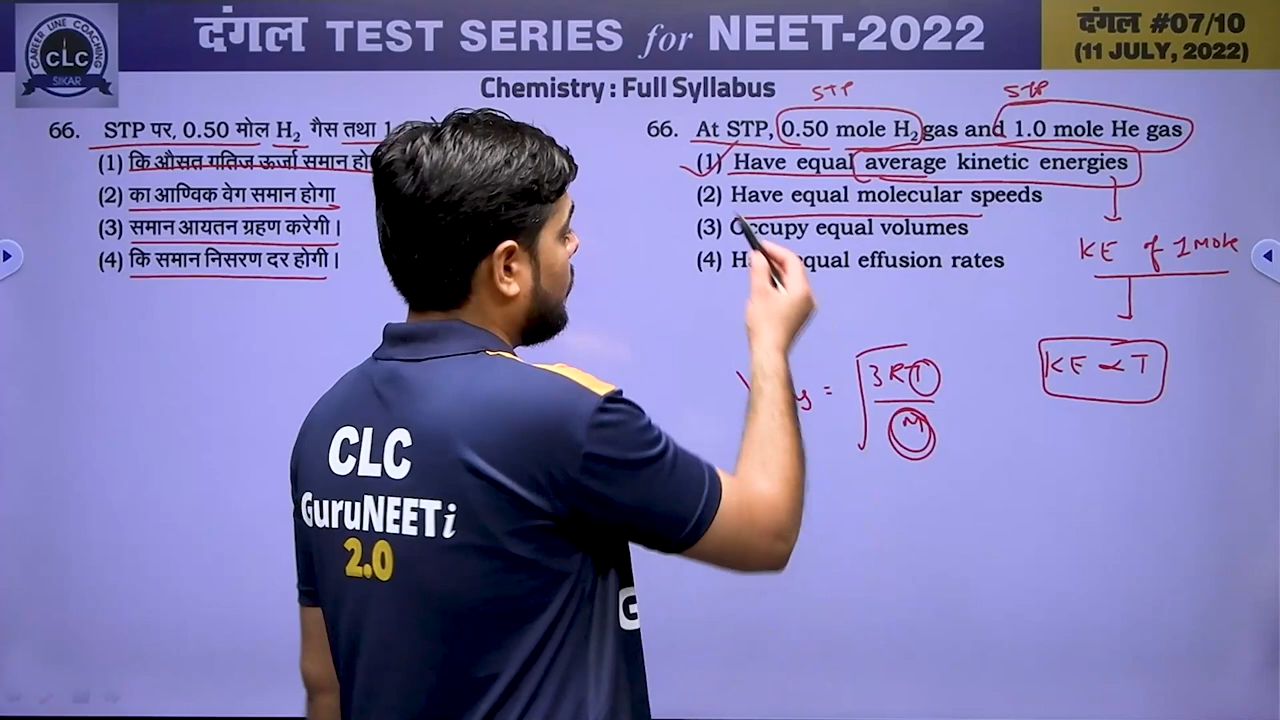 दंगल TEST SERIES for NEET-2022
दंगल #07/10
(11 JULY, 2022)
CAREER LINE COACHING
CLC
SIKAR
Chemistry : Full Syllabus
66. STP पर, 0.50 मोल H₂ गैस तथा 1
(1) कि औसत गतिज ऊर्जा समान हो
(2) का आण्विक वेग समान होगा
(3) समान आयतन ग्रहण करेगी।
(4) कि समान निसरण दर होगी।
STP STP
66. At STP, 0.50 mole H₂ gas and 1.0 mole He gas
(1) Have equal average kinetic energies
(2) Have equal molecular speeds
(3) Occupy equal volumes
(4) equal effusion rates
KE of 1 mole
KE ∝ T
= √3RT/M
CLC
GuruNEETi
2.0
G